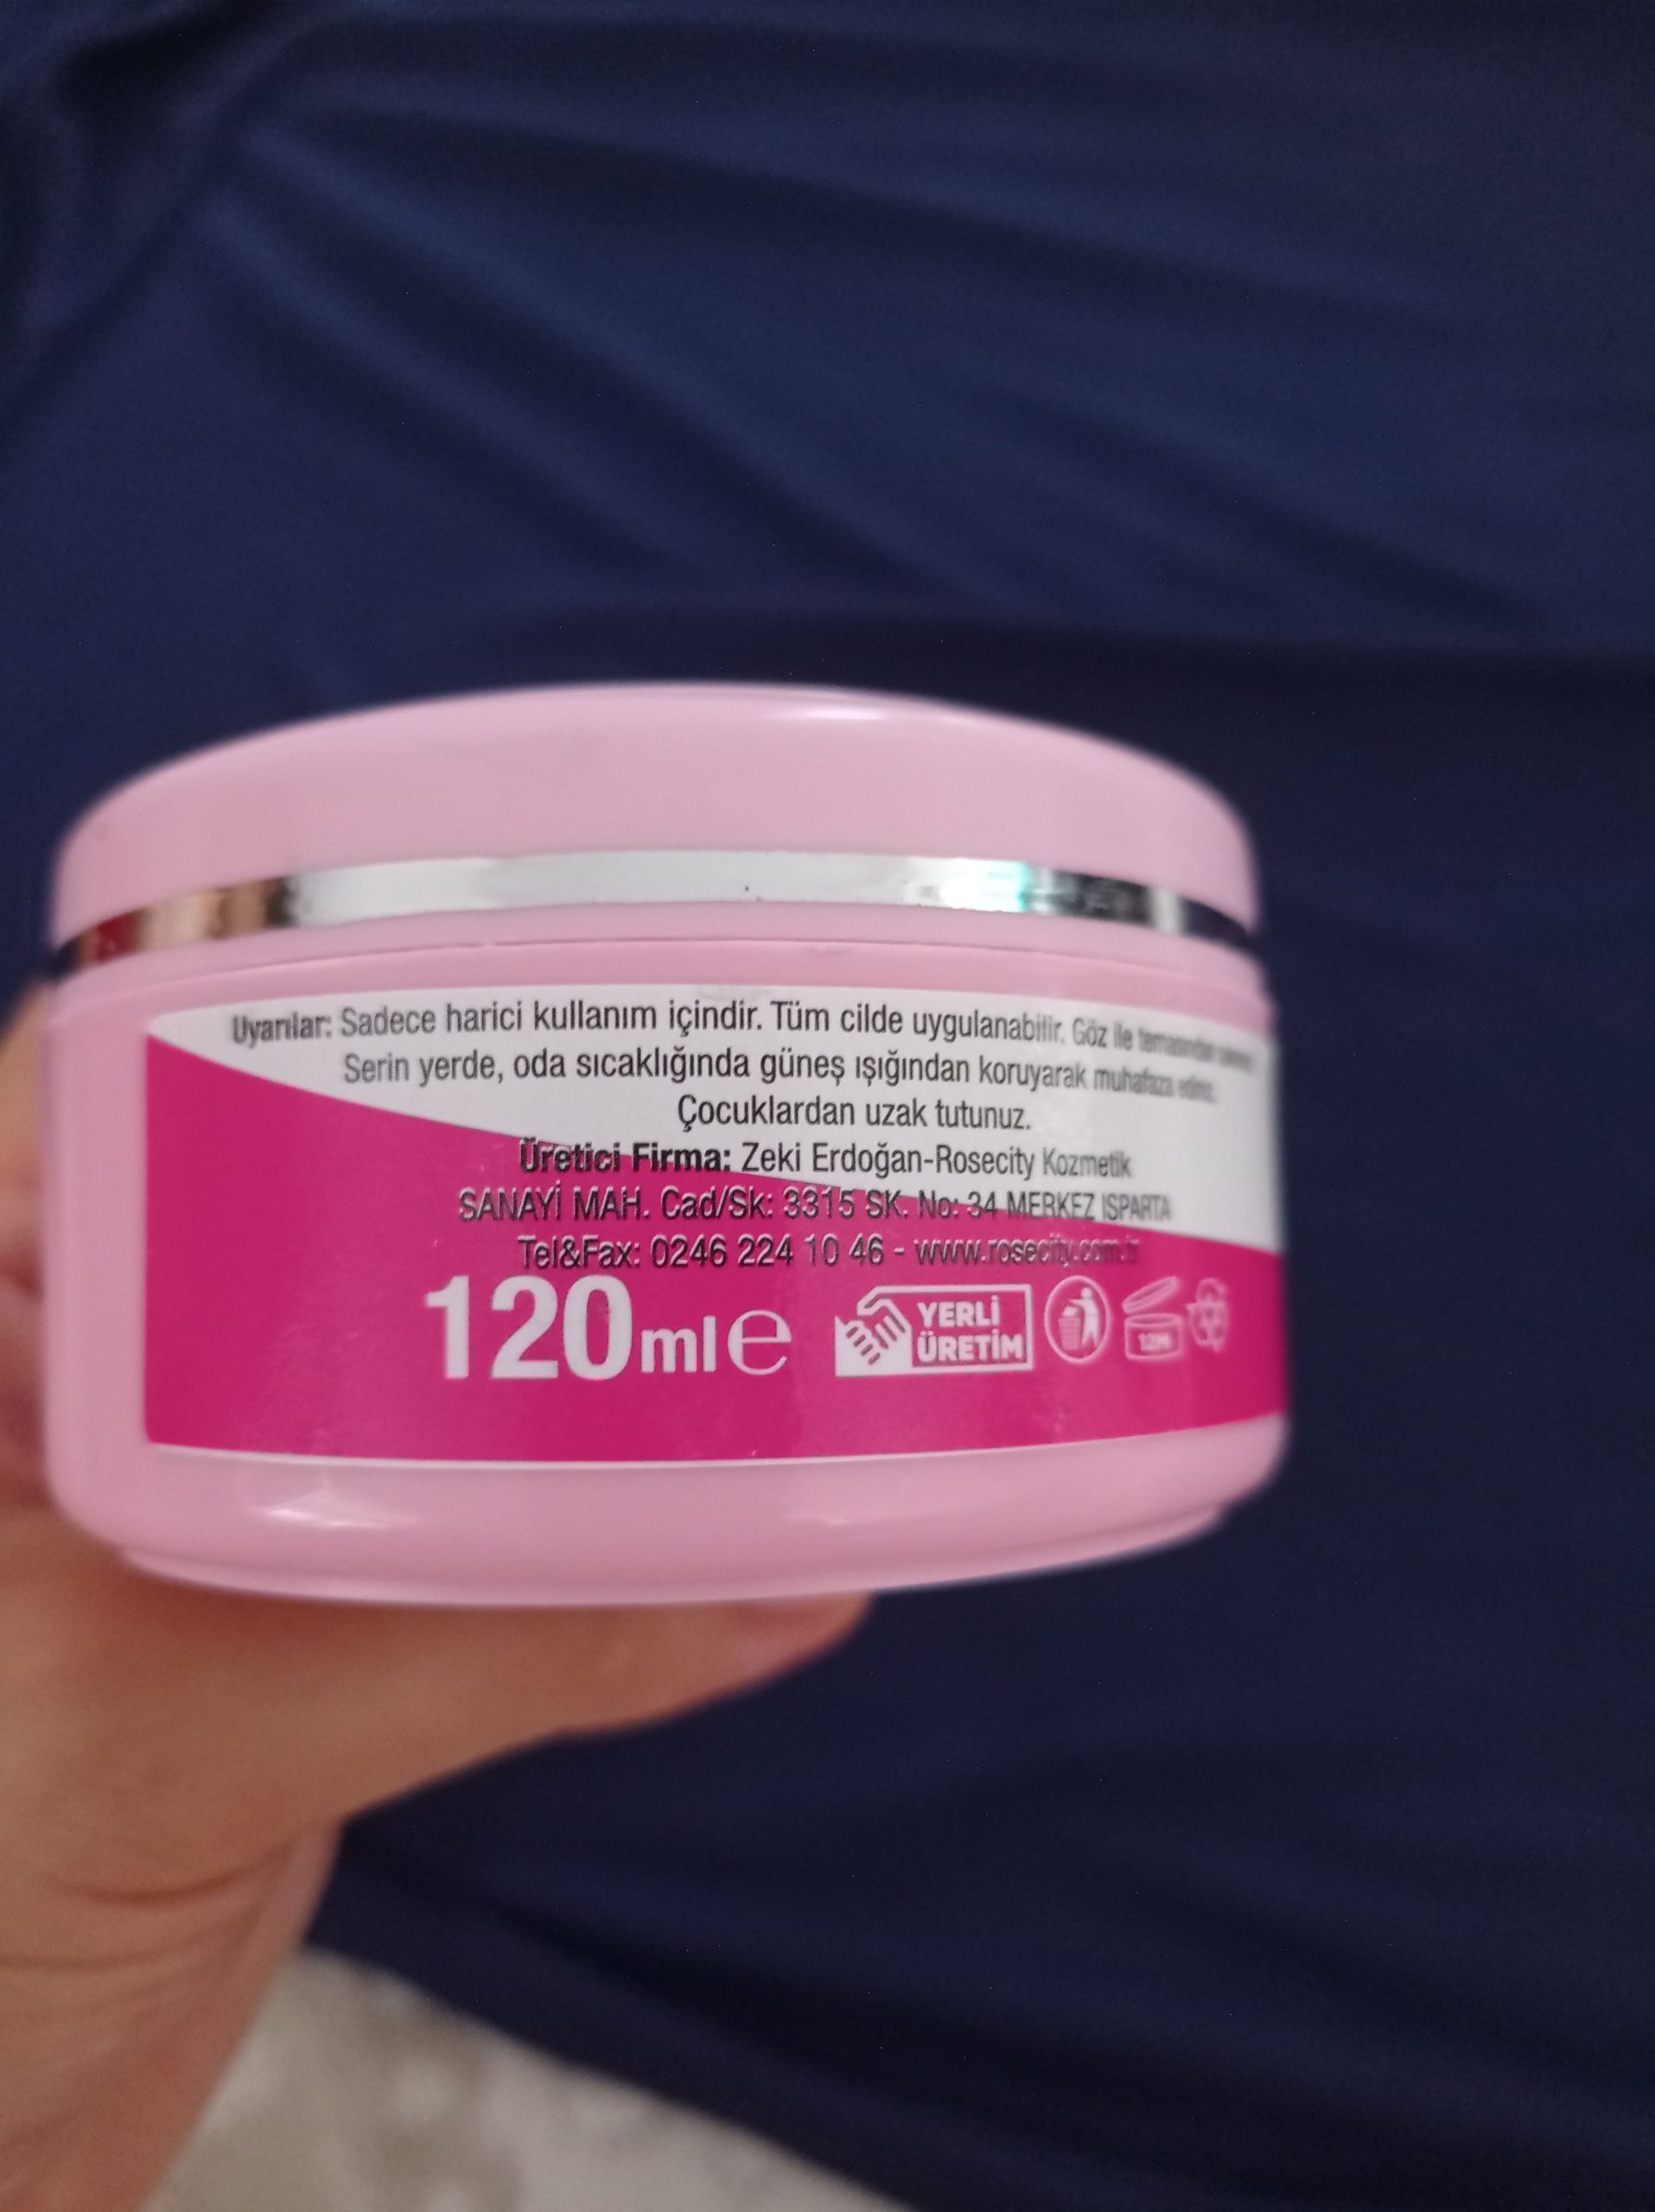 Uyarılar: Sadece harici kullanım içindir. Tüm cilde uygulanabilir. Göz ile temasından
Serin yerde, oda sıcaklığında güneş ışığından koruyarak muhafaza ediniz.
Çocuklardan uzak tutunuz.
Üretici Firma: Zeki Erdoğan-Rosecity Kozmetik
SANAYİ MAH. Cad/Sk: 3315 SK. No: 34 MERKEZ ISPARTA
Tel&Fax: 0246 224 10 46 - www.rosecity.com.tr
120ml e YERLİ ÜRETİM 12M